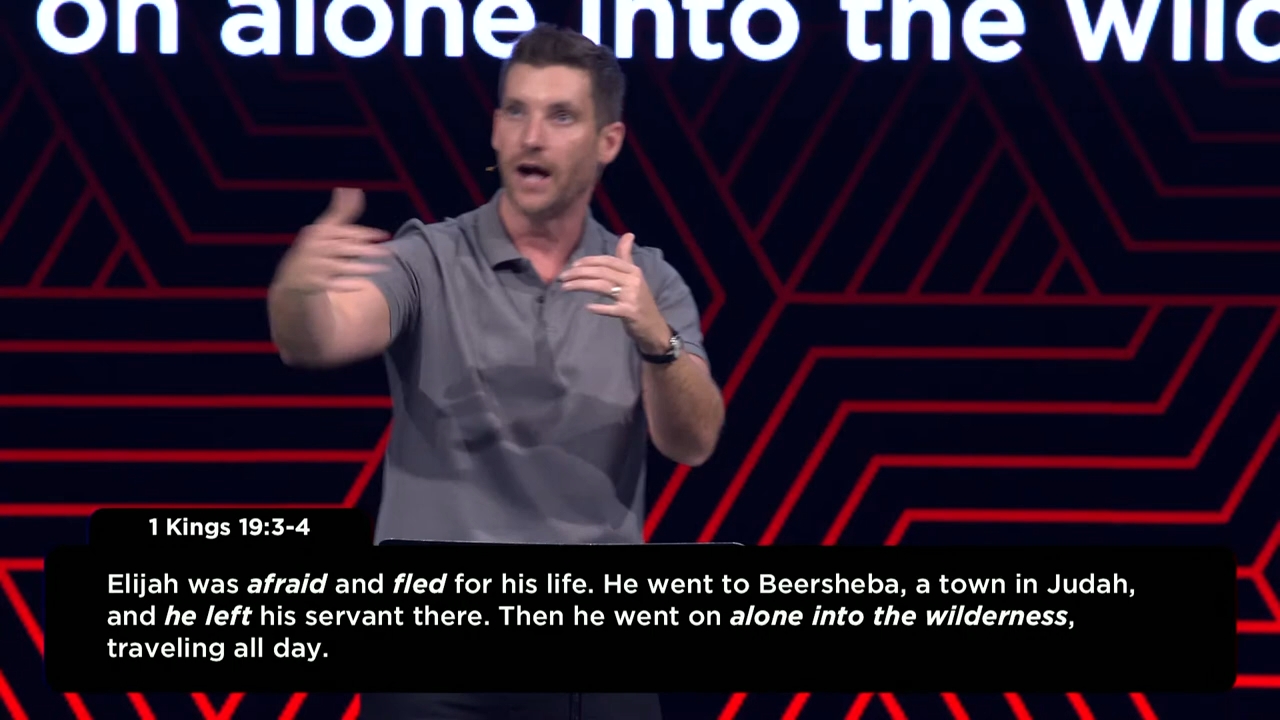 on alone into the wild
1 Kings 19:3-4
Elijah was afraid and fled for his life. He went to Beersheba, a town in Judah,
and he left his servant there. Then he went on alone into the wilderness,
traveling all day.